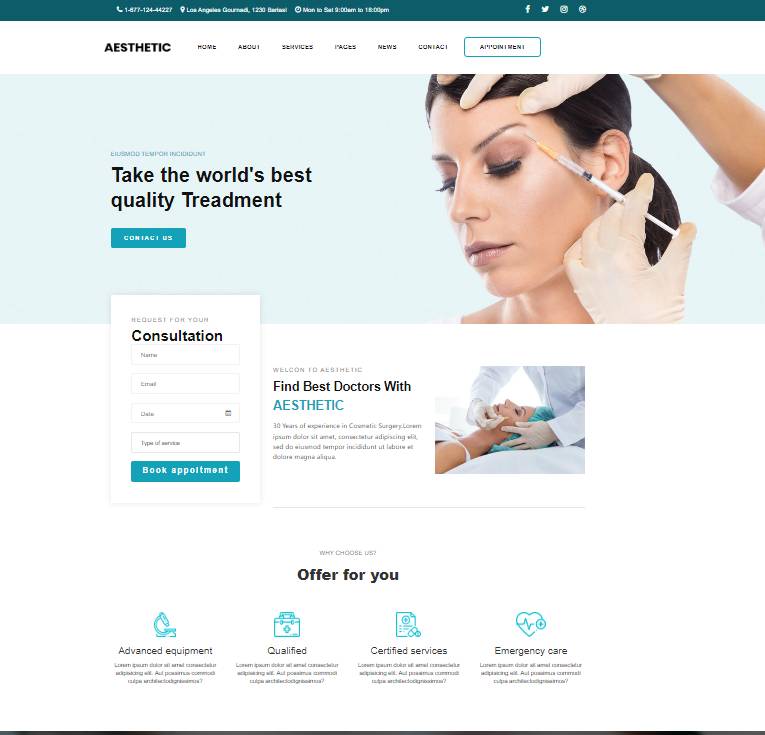 1-677-124-44227 Los Angeles Gournadi, 1230 Bariasl Mon to Sat 9:00am to 18:00pm
AESTHETIC HOME ABOUT SERVICES PAGES NEWS CONTACT APPOINTMENT
EIUSMOD TEMPOR INCIDIDUNT
Take the world's best
quality Treadment
CONTACT US
REQUEST FOR YOUR
Consultation
Name
Email
Date
Type of service
Book appoitment
WELCON TO AESTHETIC
Find Best Doctors With
AESTHETIC
30 Years of experience in Cosmetic Surgery.Lorem
ipsum dolor sit amet, consectetur adipiscing elit,
sed do eiusmod tempor incididunt ut labore et
dolore magna aliqua.
WHY CHOOSE US?
Offer for you
Advanced equipment
Lorem ipsum dolor sit amet consectetur
adipisicing elit. Aut possimus commodi
culpa architectodignissimos?
Qualified
Lorem ipsum dolor sit amet consectetur
adipisicing elit. Aut possimus commodi
culpa architectodignissimos?
Certified services
Lorem ipsum dolor sit amet consectetur
adipisicing elit. Aut possimus commodi
culpa architectodignissimos?
Emergency care
Lorem ipsum dolor sit amet consectetur
adipisicing elit. Aut possimus commodi
culpa architectodignissimos?